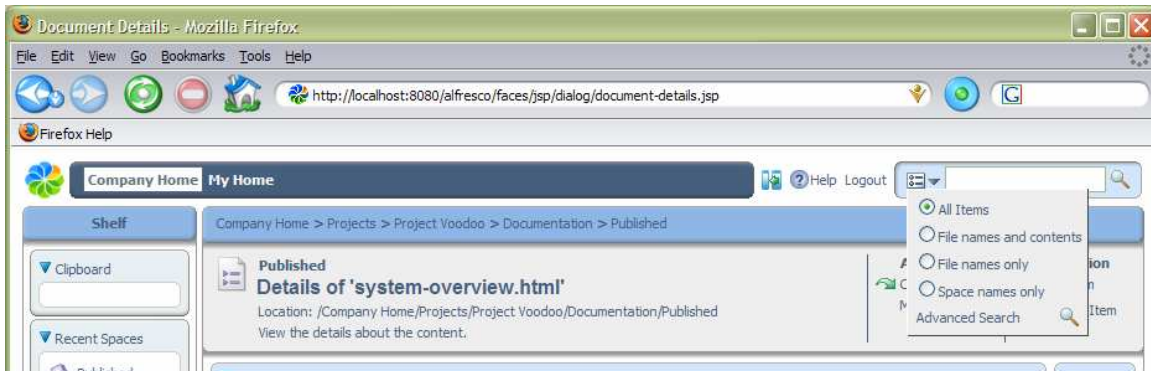 Document Details - Mozilla Firefox
File Edit View Go Bookmarks Tools Help
http://localhost:8080/alfresco/faces/jsp/dialog/document-details.jsp
G
Firefox Help
Company Home My Home
Help Logout
Shelf
Company Home > Projects > Project Voodoo > Documentation > Published
All Items
File names and contents
File names only
Space names only
Advanced Search
Clipboard
Published
Details of 'system-overview.html'
Location: /Company Home/Projects/Project Voodoo/Documentation/Published
View the details about the content.
Item
Recent Spaces